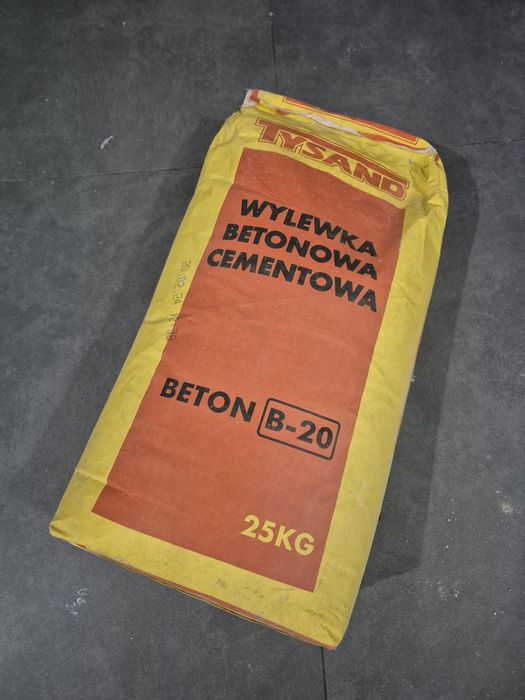 TYSAND
WYLEWKA
BETONOWA
CEMENTOWA
BETON B-20
25KG